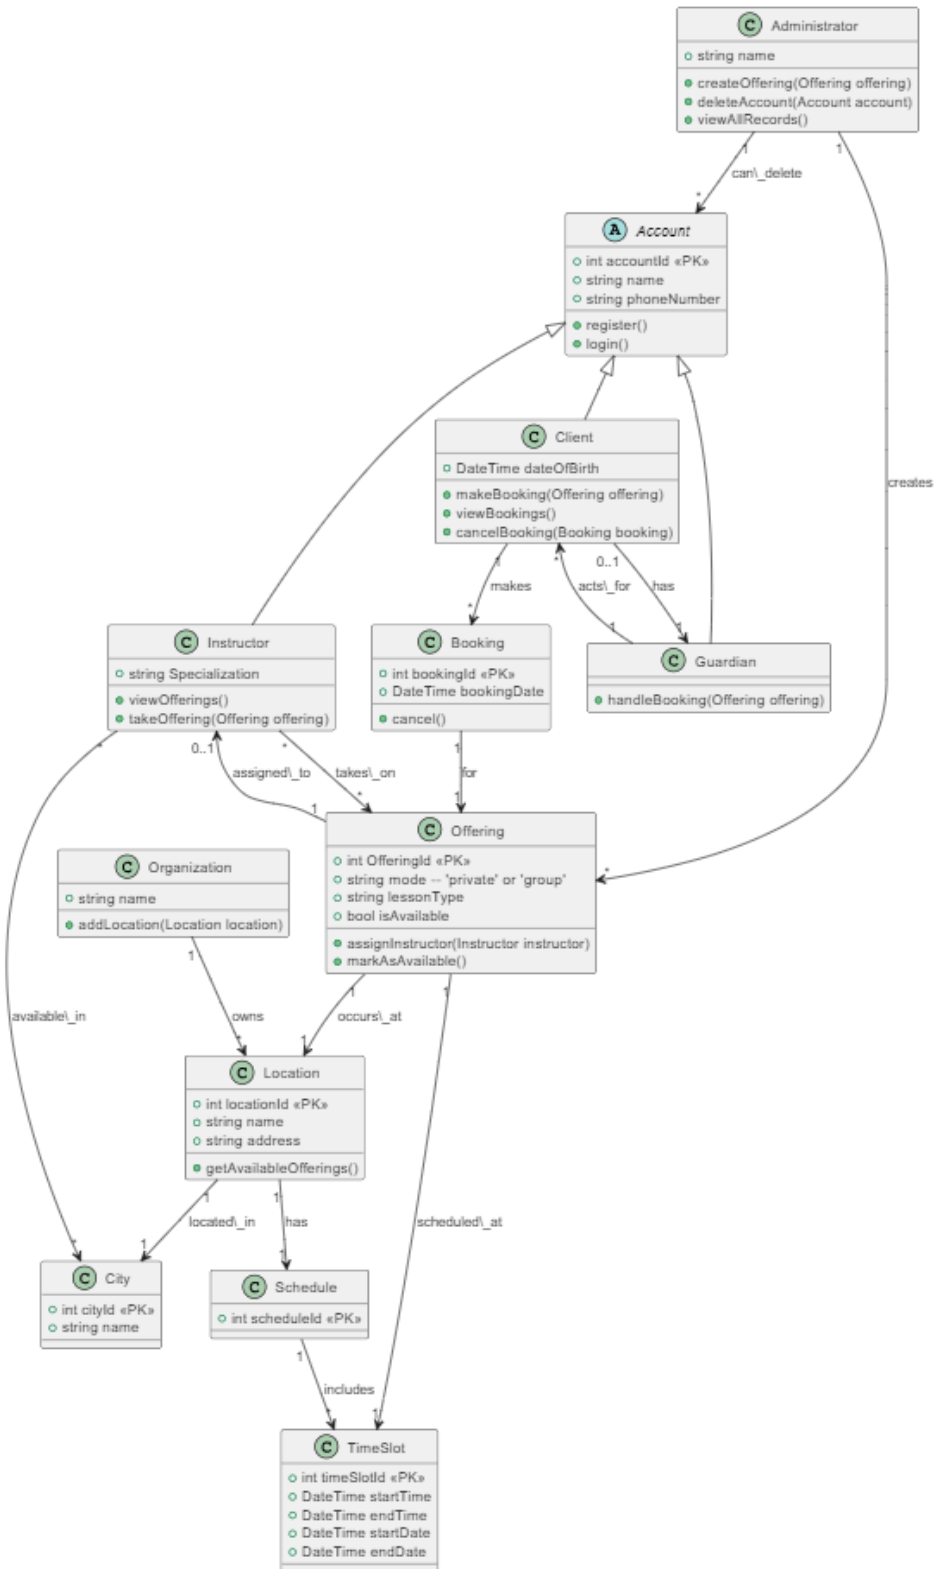 C Administrator
string name
createOffering(Offering offering)
deleteAccount(Account account)
viewAllRecords()
1
1
can\_delete
*
A Account
int accountId «PK»
string name
string phoneNumber
register()
login()
C Client
DateTime dateOfBirth
makeBooking(Offering offering)
viewBookings()
cancelBooking(Booking booking)
creates
1
*
0..1
makes
acts\_for
has
*
1
1
C Instructor
string Specialization
viewOfferings()
takeOffering(Offering offering)
C Booking
int bookingId «PK»
DateTime bookingDate
cancel()
C Guardian
handleBooking(Offering offering)
*
0..1
*
1
assigned\_to
takes\_on
for
1
*
1
C Offering
int OfferingId «PK»
string mode -- 'private' or 'group'
string lessonType
bool isAvailable
assignInstructor(Instructor instructor)
markAsAvailable()
*
C Organization
string name
addLocation(Location location)
1
1
1
available\_in
owns
occurs\_at
*
1
C Location
int locationId «PK»
string name
string address
getAvailableOfferings()
1
1
located\_in
has
scheduled\_at
*
1
1
C City
int cityId «PK»
string name
C Schedule
int scheduleId «PK»
1
includes
*
1
C TimeSlot
int timeSlotId «PK»
DateTime startTime
DateTime endTime
DateTime startDate
DateTime endDate